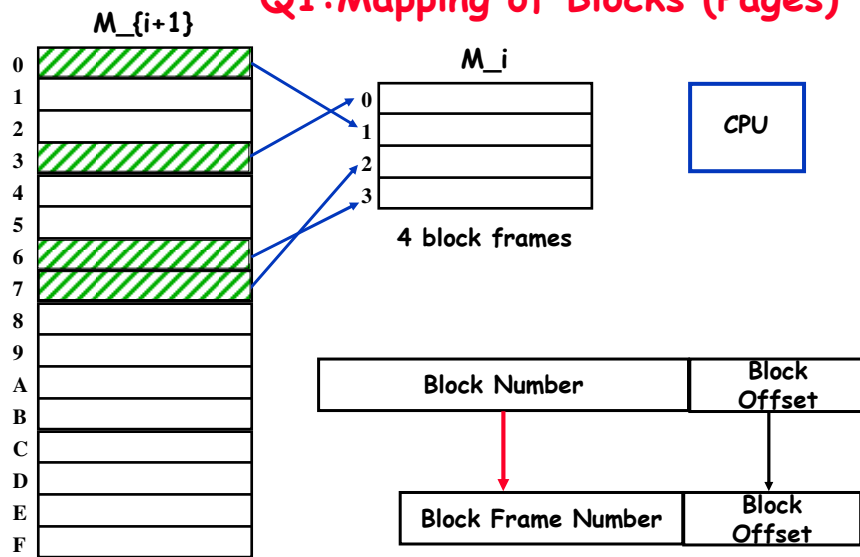 Q1:Mapping of Blocks (Pages)
M_{i+1}
0
1
2
3
4
5
6
7
8
9
A
B
C
D
E
F
M_i
0
1
2
3
4 block frames
CPU
Block Number
Block
Offset
Block Frame Number
Block
Offset